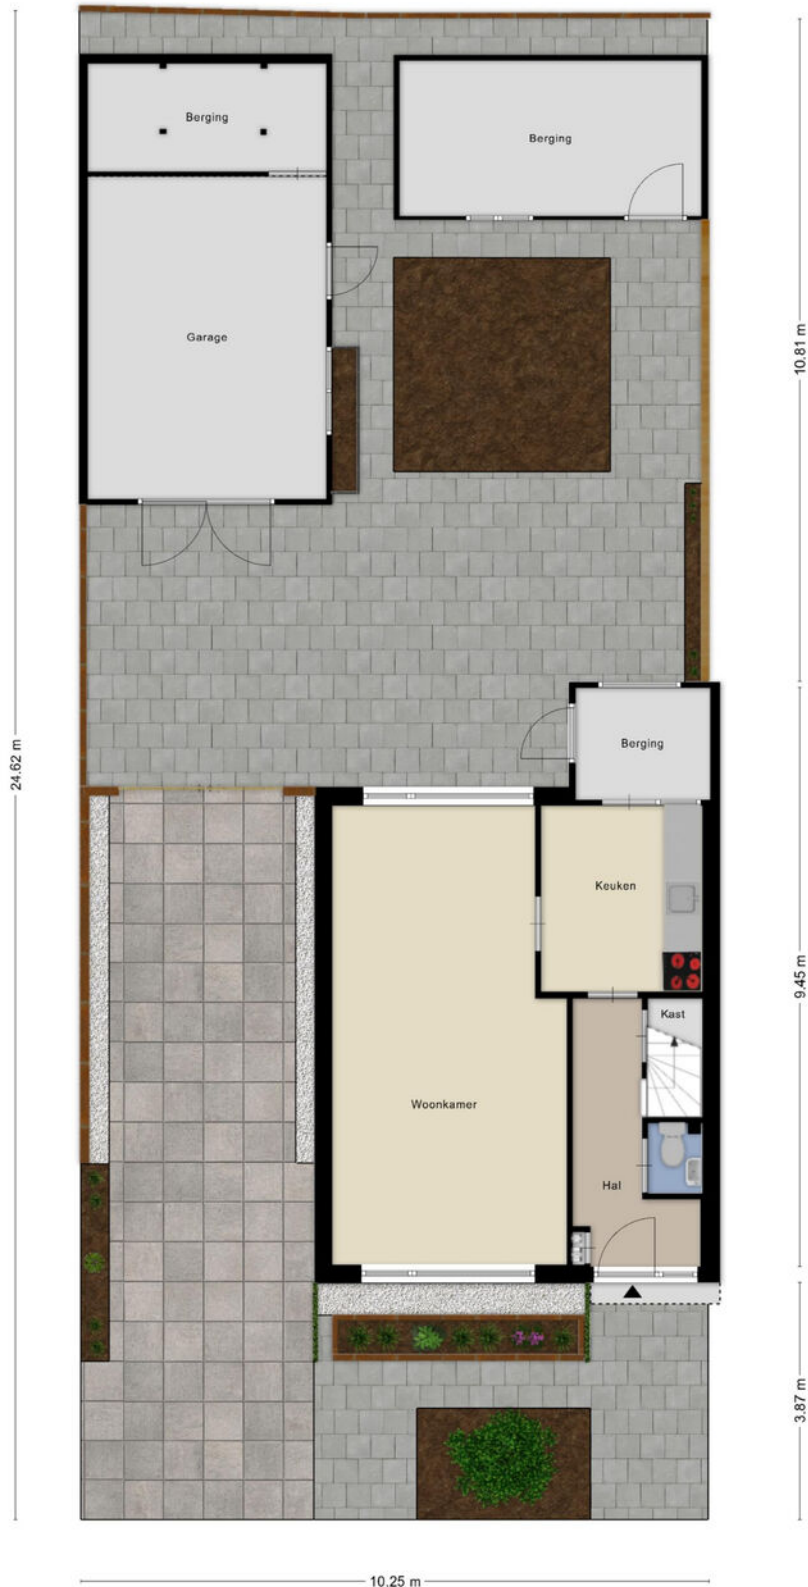 Berging
Berging
Garage
10.81 m
Berging
24.62 m
Keuken
9.45 m
Kast
Woonkamer
Hal
3.87 m
10.25 m